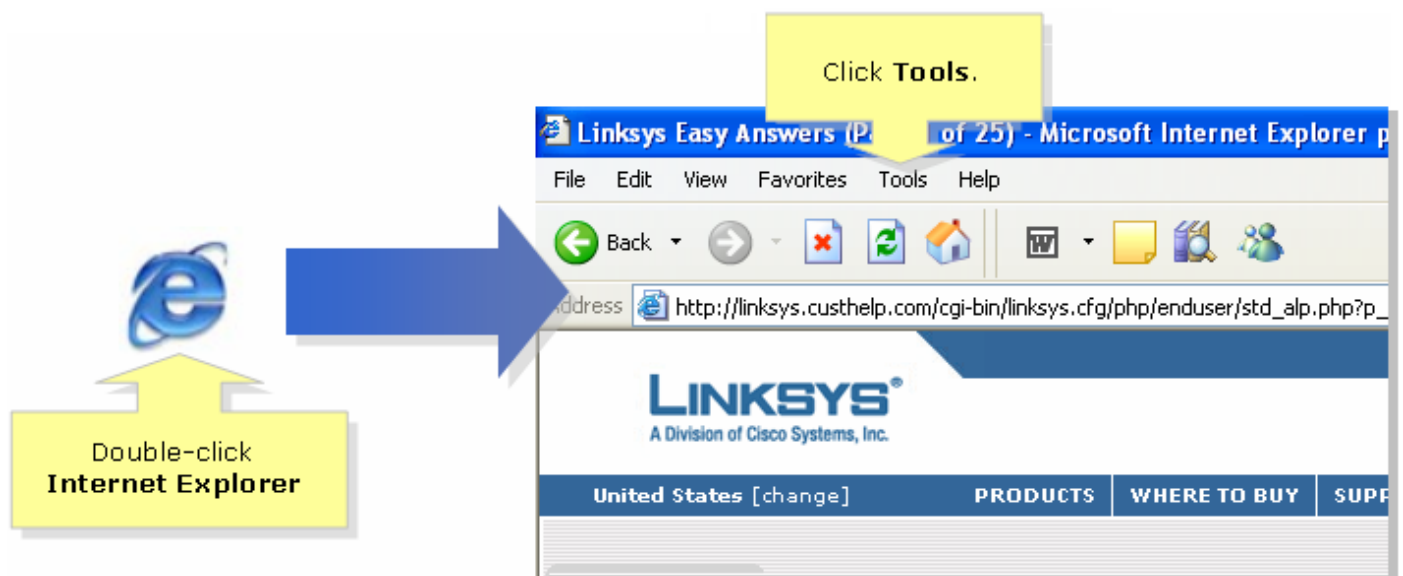 Click Tools.
Linksys Easy Answers (Pa of 25) - Microsoft Internet Explorer p
File Edit View Favorites Tools Help
Back
Address http://linksys.custhelp.com/cgi-bin/linksys.cfg/php/enduser/std_alp.php?p_
LINKSYS®
A Division of Cisco Systems, Inc.
Double-click
Internet Explorer
United States [change] PRODUCTS WHERE TO BUY SUPP